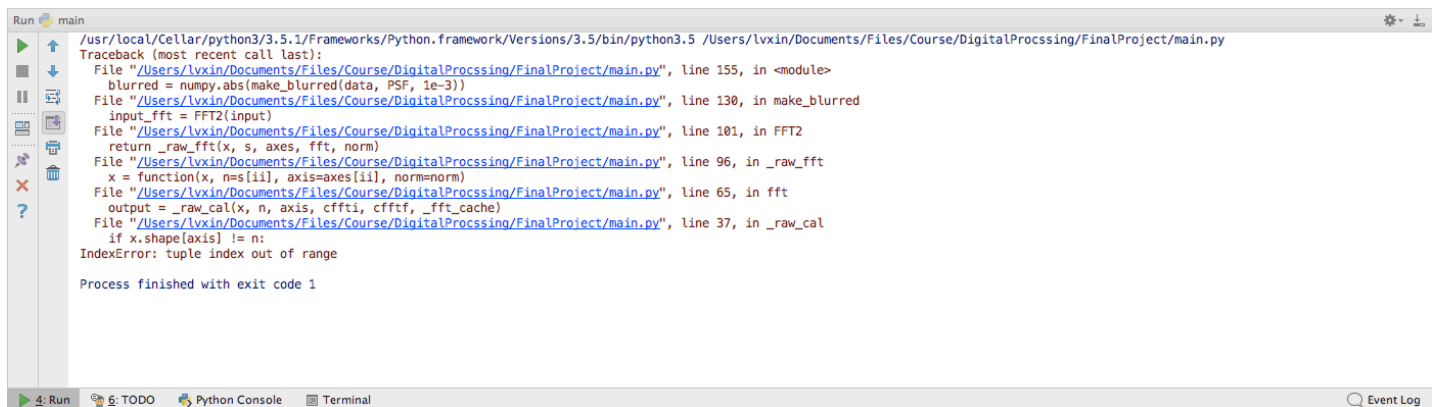 Run main
/usr/local/Cellar/python3/3.5.1/Frameworks/Python.framework/Versions/3.5/bin/python3.5 /Users/lvxin/Documents/Files/Course/DigitalProcssing/FinalProject/main.py
Traceback (most recent call last):
  File "/Users/lvxin/Documents/Files/Course/DigitalProcssing/FinalProject/main.py", line 155, in <module>
    blurred = numpy.abs(make_blurred(data, PSF, 1e-3))
  File "/Users/lvxin/Documents/Files/Course/DigitalProcssing/FinalProject/main.py", line 130, in make_blurred
    input_fft = FFT2(input)
  File "/Users/lvxin/Documents/Files/Course/DigitalProcssing/FinalProject/main.py", line 101, in FFT2
    return _raw_fft(x, s, axes, fft, norm)
  File "/Users/lvxin/Documents/Files/Course/DigitalProcssing/FinalProject/main.py", line 96, in _raw_fft
    x = function(x, n=s[ii], axis=axes[ii], norm=norm)
  File "/Users/lvxin/Documents/Files/Course/DigitalProcssing/FinalProject/main.py", line 65, in fft
    output = _raw_cal(x, n, axis, cffti, cfftf, _fft_cache)
  File "/Users/lvxin/Documents/Files/Course/DigitalProcssing/FinalProject/main.py", line 37, in _raw_cal
    if x.shape[axis] != n:
IndexError: tuple index out of range
Process finished with exit code 1
4: Run 6: TODO Python Console Terminal Event Log